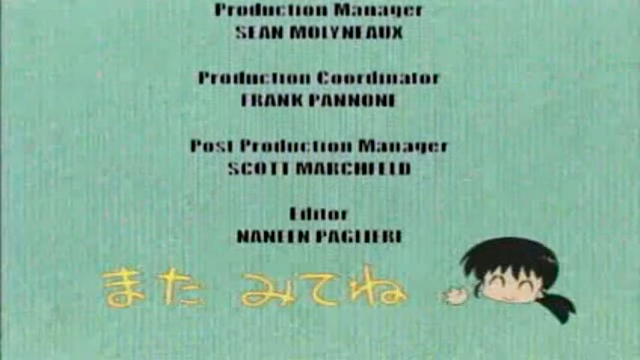 Production Manager
SEAN MOLYNEAUX
Production Coordinator
FRANK PANNONE
Post Production Manager
SCOTT MARCHFELD
Editor
NANEEN PAGLIERI
また みてね